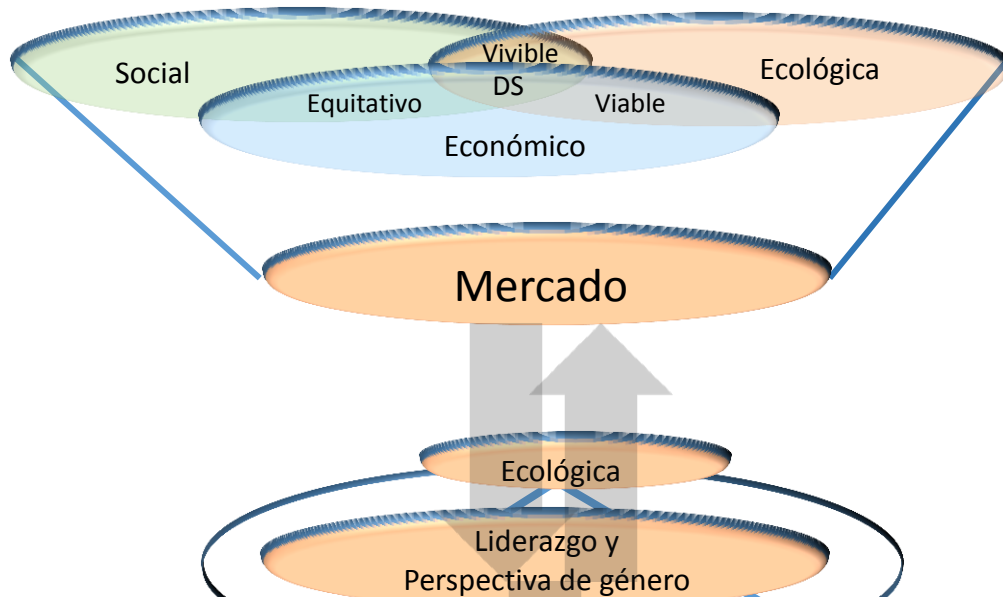 Vivible
Social
Ecológica
DS
Equitativo
Viable
Económico
Mercado
Ecológica
Liderazgo y
Perspectiva de género